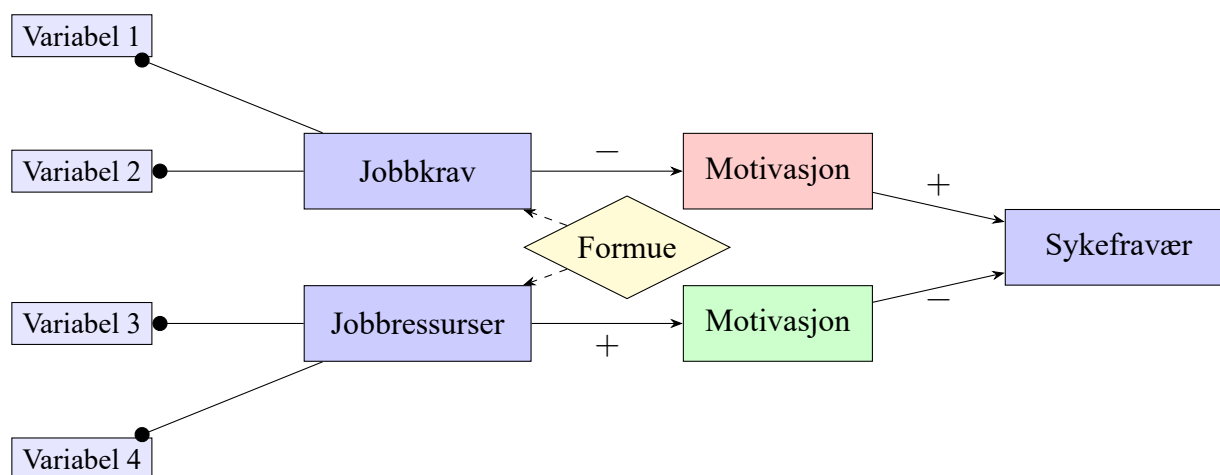 Variabel 1
Variabel 2
Jobbkrav
−
Motivasjon
+
Formue
Sykefravær
Variabel 3
Jobbressurser
+
Motivasjon
−
Variabel 4